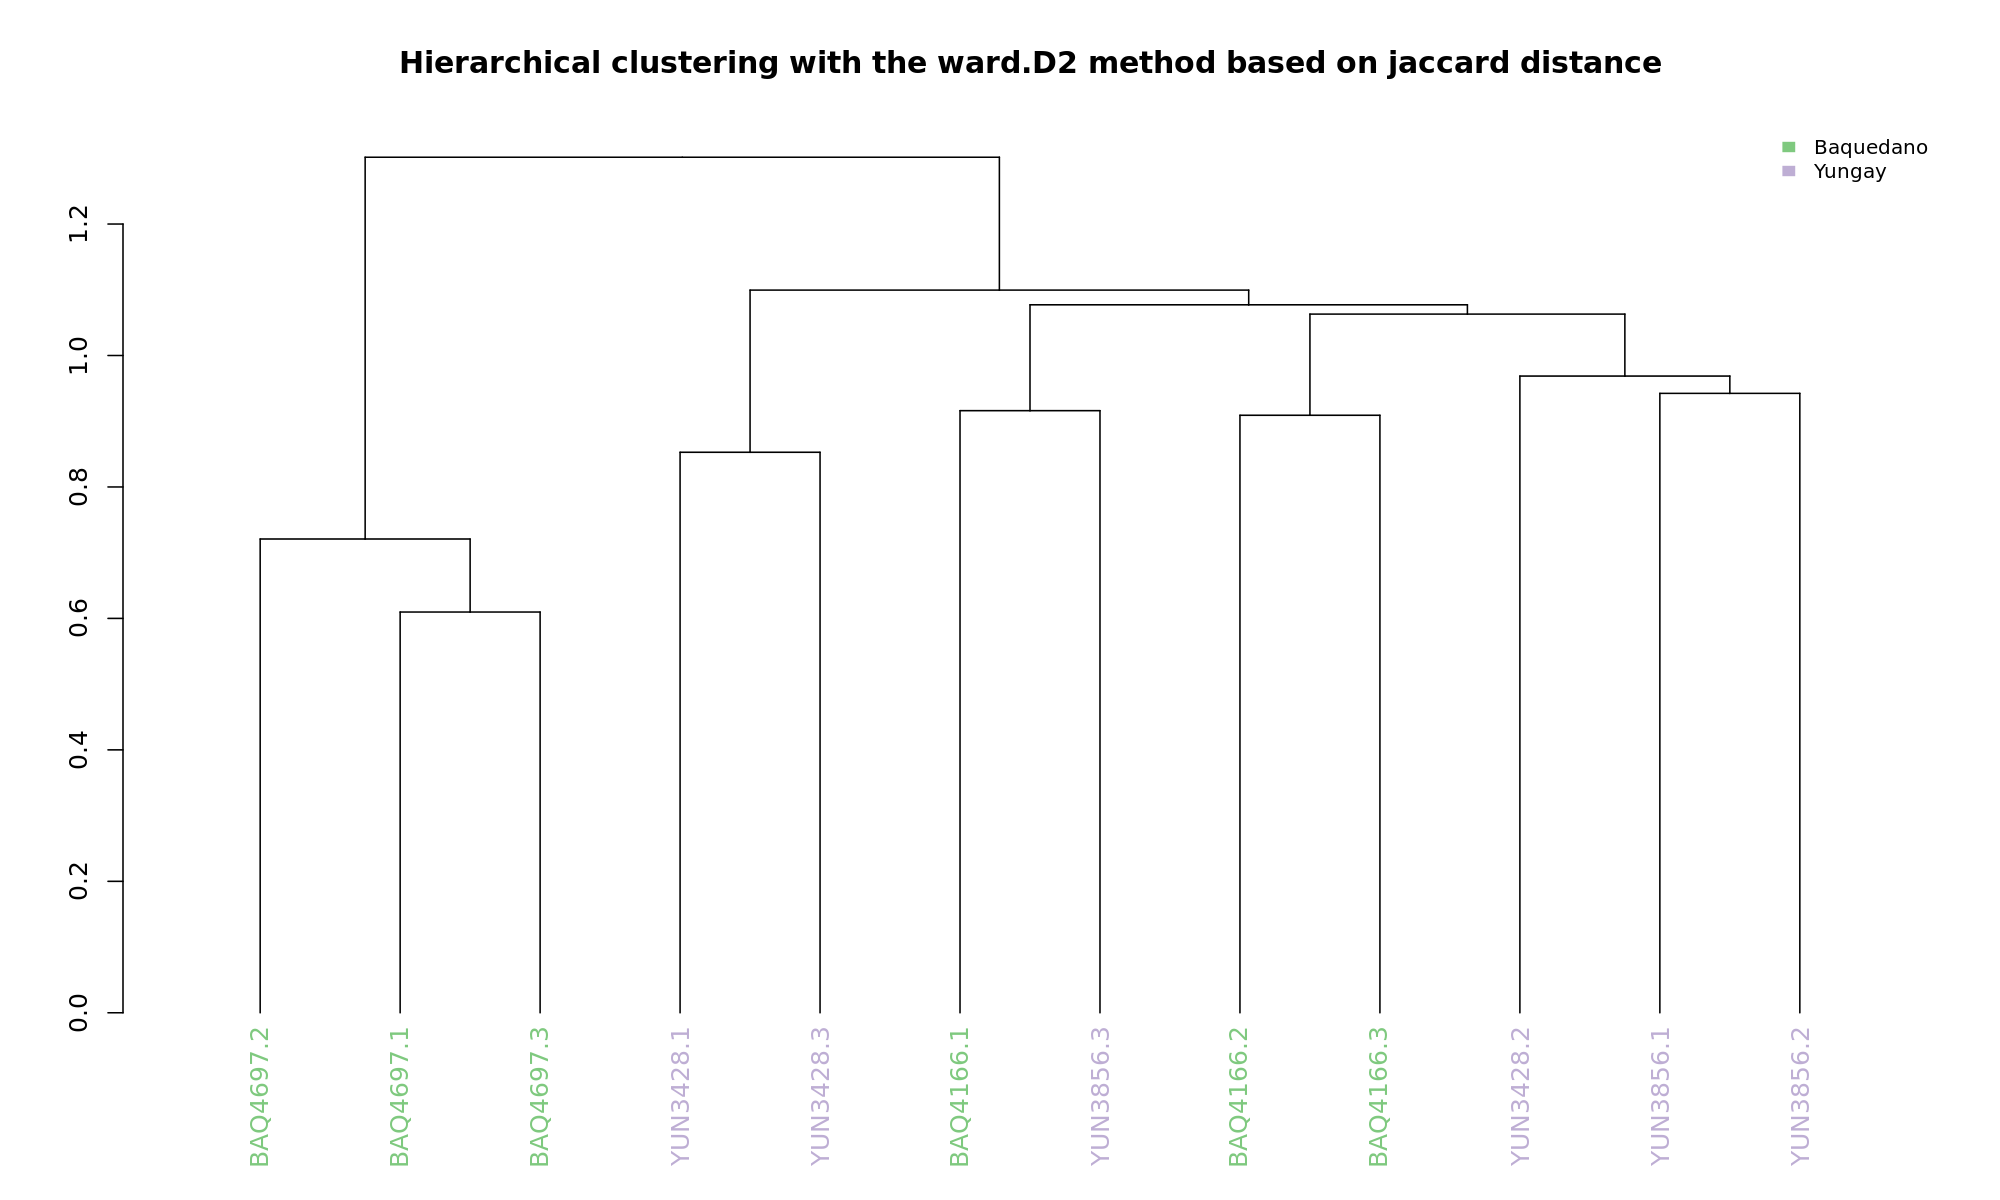 Hierarchical clustering with the ward.D2 method based on jaccard distance
Baquedano
Yungay
1.2
1.0
0.8
0.6
0.4
0.2
0.0
BAQ4697.2
BAQ4697.1
BAQ4697.3
YUN3428.1
YUN3428.3
BAQ4166.1
YUN3856.3
BAQ4166.2
BAQ4166.3
YUN3428.2
YUN3856.1
YUN3856.2